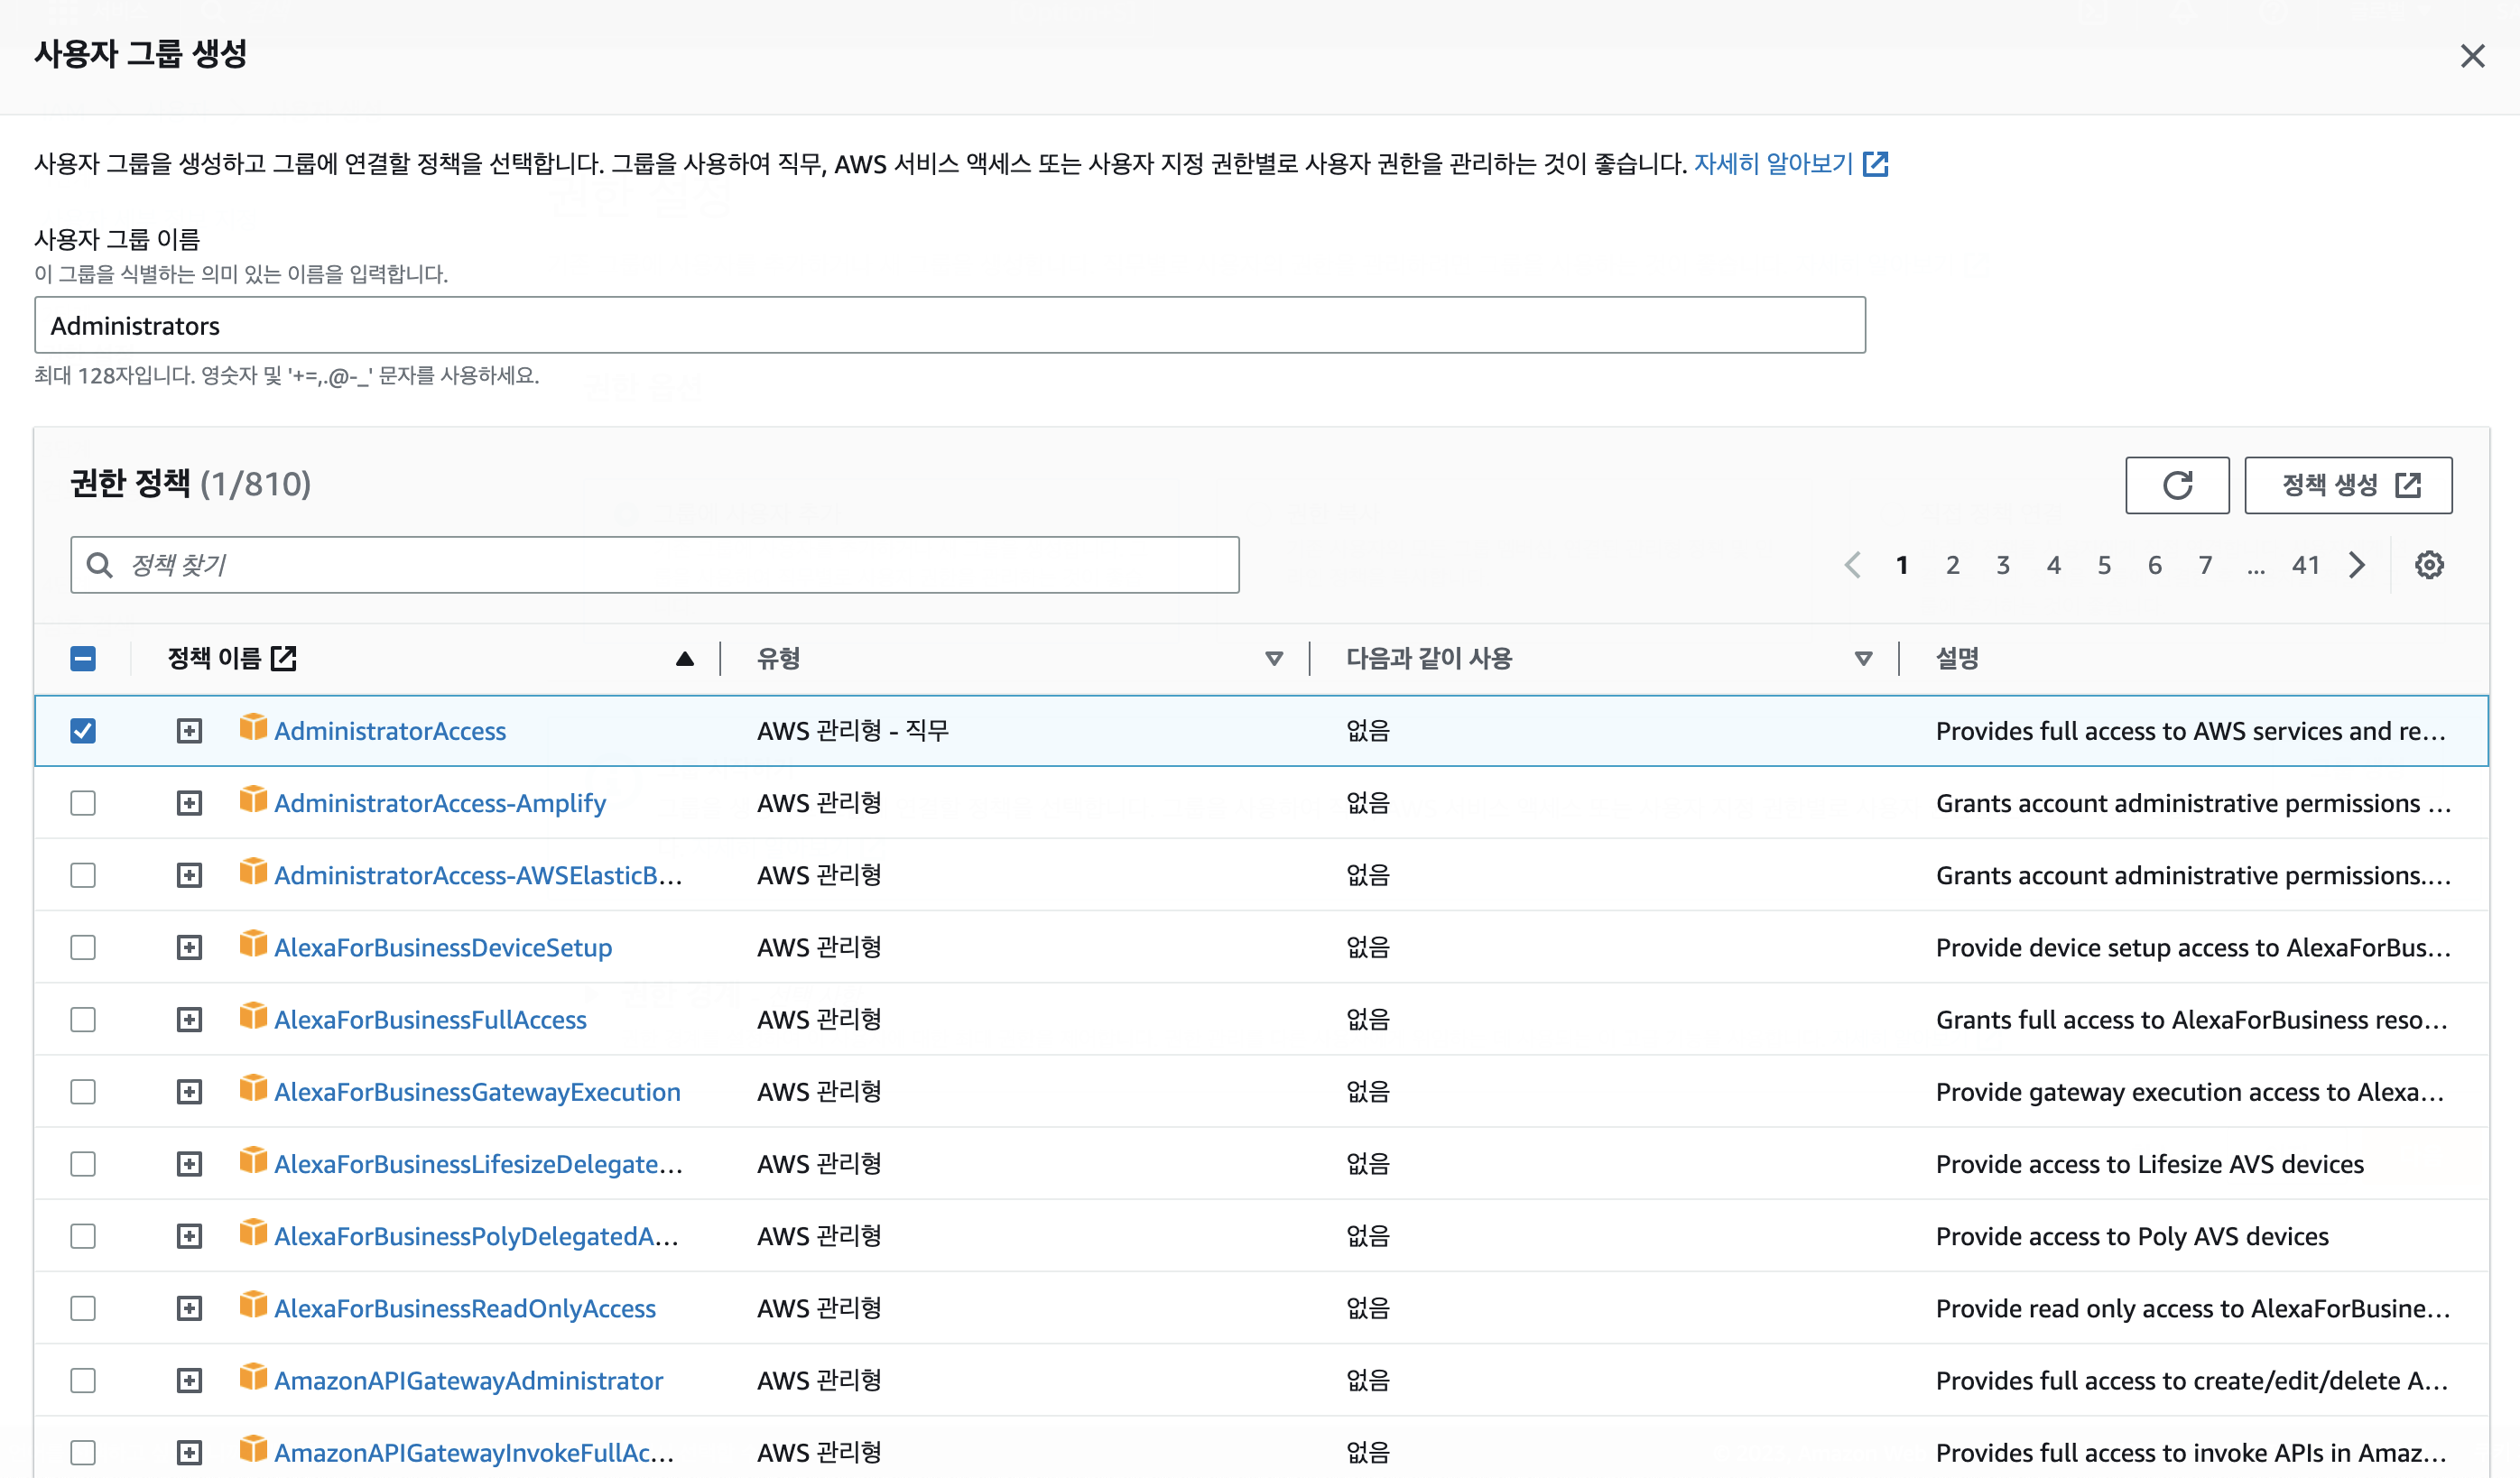 사용자 그룹 생성
사용자 그룹을 생성하고 그룹에 연결할 정책을 선택합니다. 그룹을 사용하여 직무, AWS 서비스 액세스 또는 사용자 지정 권한별로 사용자 권한을 관리하는 것이 좋습니다. 자세히 알아보기
사용자 그룹 이름
이 그룹을 식별하는 의미 있는 이름을 입력합니다.
Administrators
최대 128자입니다. 영숫자 및 '+=,.@-_' 문자를 사용하세요.
권한 정책 (1/810)
정책 생성
정책 찾기
1 2 3 4 5 6 7 ... 41
정책 이름 유형 다음과 같이 사용 설명
AdministratorAccess AWS 관리형 - 직무 없음 Provides full access to AWS services and re...
AdministratorAccess-Amplify AWS 관리형 없음 Grants account administrative permissions ...
AdministratorAccess-AWSElasticB... AWS 관리형 없음 Grants account administrative permissions....
AlexaForBusinessDeviceSetup AWS 관리형 없음 Provide device setup access to AlexaForBus...
AlexaForBusinessFullAccess AWS 관리형 없음 Grants full access to AlexaForBusiness reso...
AlexaForBusinessGatewayExecution AWS 관리형 없음 Provide gateway execution access to Alexa...
AlexaForBusinessLifesizeDelegate... AWS 관리형 없음 Provide access to Lifesize AVS devices
AlexaForBusinessPolyDelegatedA... AWS 관리형 없음 Provide access to Poly AVS devices
AlexaForBusinessReadOnlyAccess AWS 관리형 없음 Provide read only access to AlexaForBusine...
AmazonAPIGatewayAdministrator AWS 관리형 없음 Provides full access to create/edit/delete A...
AmazonAPIGatewayInvokeFullAc... AWS 관리형 없음 Provides full access to invoke APIs in Amaz...